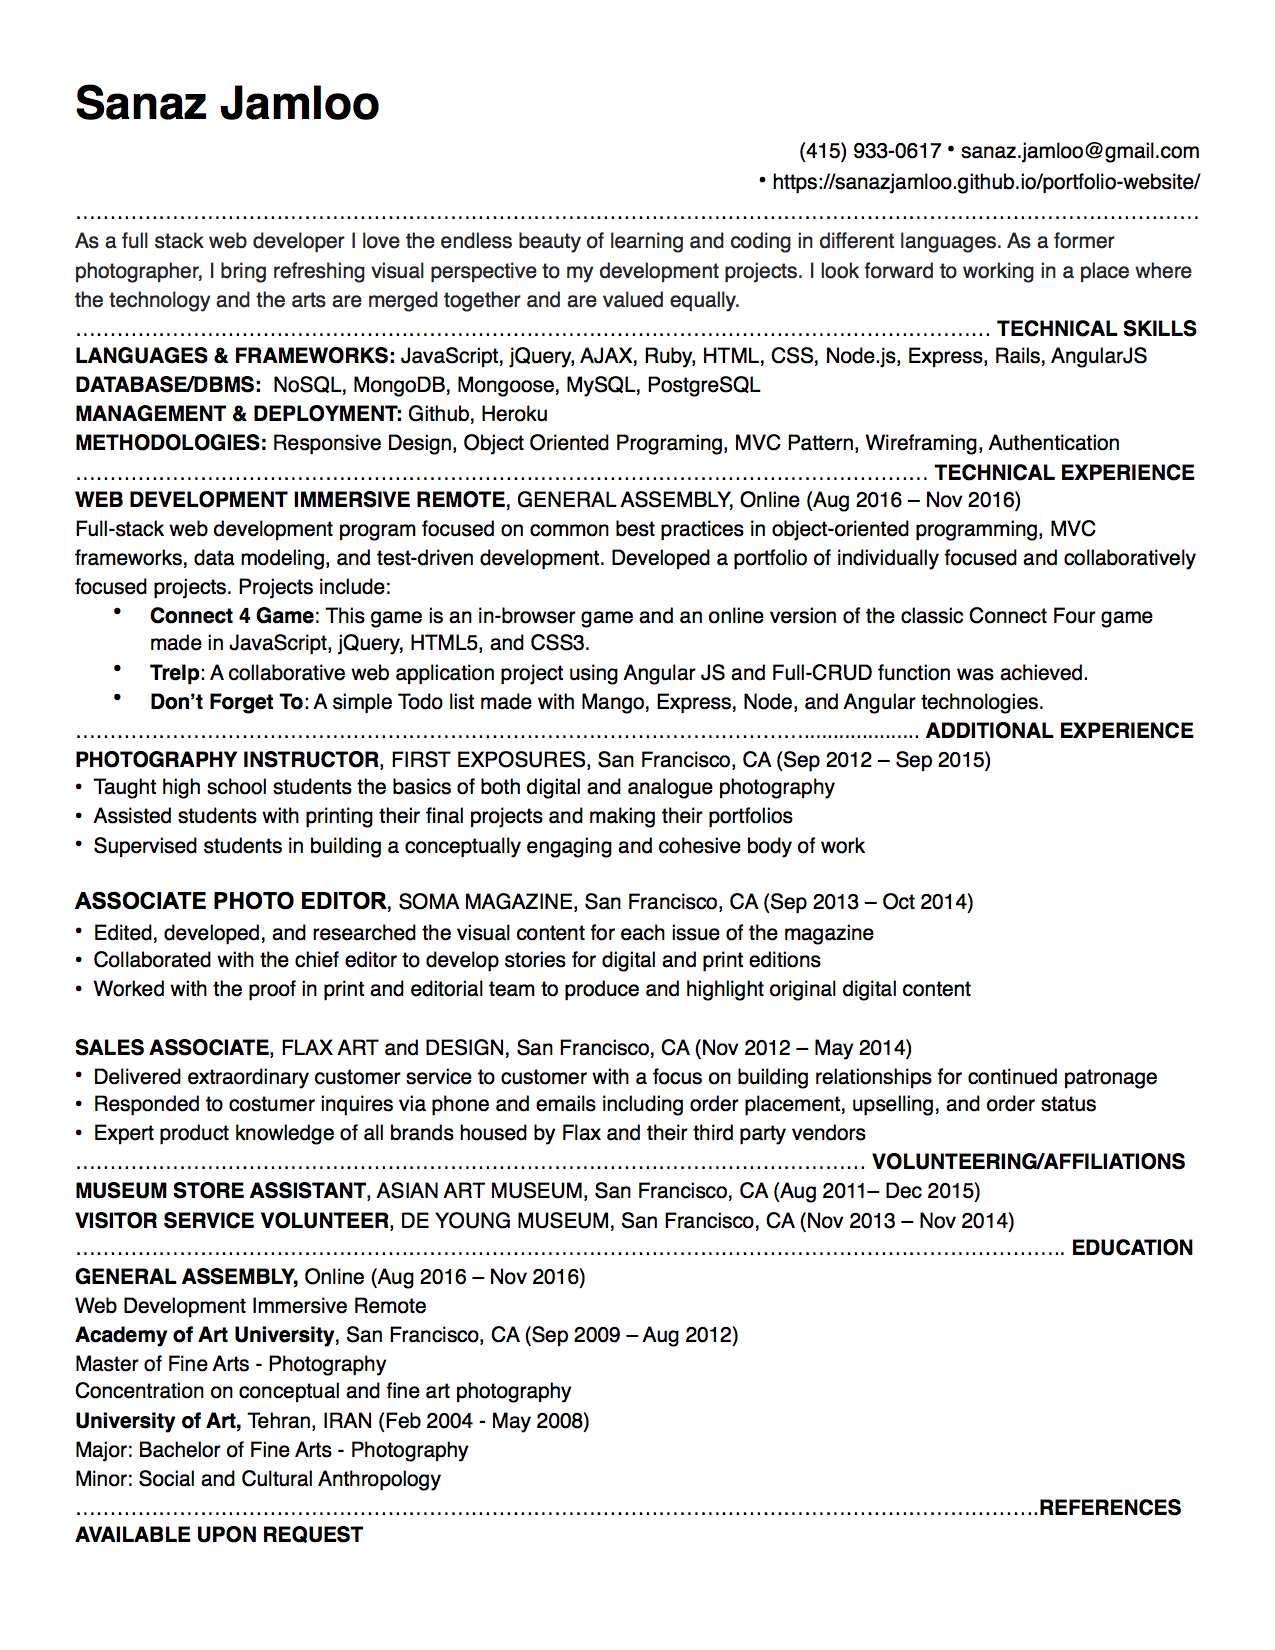 Sanaz Jamloo
(415) 933-0617 • sanaz.jamloo@gmail.com
• https://sanazjamloo.github.io/portfolio-website/
As a full stack web developer I love the endless beauty of learning and coding in different languages. As a former
photographer, I bring refreshing visual perspective to my development projects. I look forward to working in a place where
the technology and the arts are merged together and are valued equally.
TECHNICAL SKILLS
LANGUAGES & FRAMEWORKS: JavaScript, jQuery, AJAX, Ruby, HTML, CSS, Node.js, Express, Rails, AngularJS
DATABASE/DBMS: NoSQL, MongoDB, Mongoose, MySQL, PostgreSQL
MANAGEMENT & DEPLOYMENT: Github, Heroku
METHODOLOGIES: Responsive Design, Object Oriented Programing, MVC Pattern, Wireframing, Authentication
TECHNICAL EXPERIENCE
WEB DEVELOPMENT IMMERSIVE REMOTE, GENERAL ASSEMBLY, Online (Aug 2016 – Nov 2016)
Full-stack web development program focused on common best practices in object-oriented programming, MVC
frameworks, data modeling, and test-driven development. Developed a portfolio of individually focused and collaboratively
focused projects. Projects include:
• Connect 4 Game: This game is an in-browser game and an online version of the classic Connect Four game
made in JavaScript, jQuery, HTML5, and CSS3.
• Trelp: A collaborative web application project using Angular JS and Full-CRUD function was achieved.
• Don't Forget To: A simple Todo list made with Mango, Express, Node, and Angular technologies.
ADDITIONAL EXPERIENCE
PHOTOGRAPHY INSTRUCTOR, FIRST EXPOSURES, San Francisco, CA (Sep 2012 – Sep 2015)
• Taught high school students the basics of both digital and analogue photography
• Assisted students with printing their final projects and making their portfolios
• Supervised students in building a conceptually engaging and cohesive body of work
ASSOCIATE PHOTO EDITOR, SOMA MAGAZINE, San Francisco, CA (Sep 2013 – Oct 2014)
• Edited, developed, and researched the visual content for each issue of the magazine
• Collaborated with the chief editor to develop stories for digital and print editions
• Worked with the proof in print and editorial team to produce and highlight original digital content
SALES ASSOCIATE, FLAX ART and DESIGN, San Francisco, CA (Nov 2012 – May 2014)
• Delivered extraordinary customer service to customer with a focus on building relationships for continued patronage
• Responded to costumer inquires via phone and emails including order placement, upselling, and order status
• Expert product knowledge of all brands housed by Flax and their third party vendors
VOLUNTEERING/AFFILIATIONS
MUSEUM STORE ASSISTANT, ASIAN ART MUSEUM, San Francisco, CA (Aug 2011– Dec 2015)
VISITOR SERVICE VOLUNTEER, DE YOUNG MUSEUM, San Francisco, CA (Nov 2013 – Nov 2014)
EDUCATION
GENERAL ASSEMBLY, Online (Aug 2016 – Nov 2016)
Web Development Immersive Remote
Academy of Art University, San Francisco, CA (Sep 2009 – Aug 2012)
Master of Fine Arts - Photography
Concentration on conceptual and fine art photography
University of Art, Tehran, IRAN (Feb 2004 - May 2008)
Major: Bachelor of Fine Arts - Photography
Minor: Social and Cultural Anthropology
REFERENCES
AVAILABLE UPON REQUEST